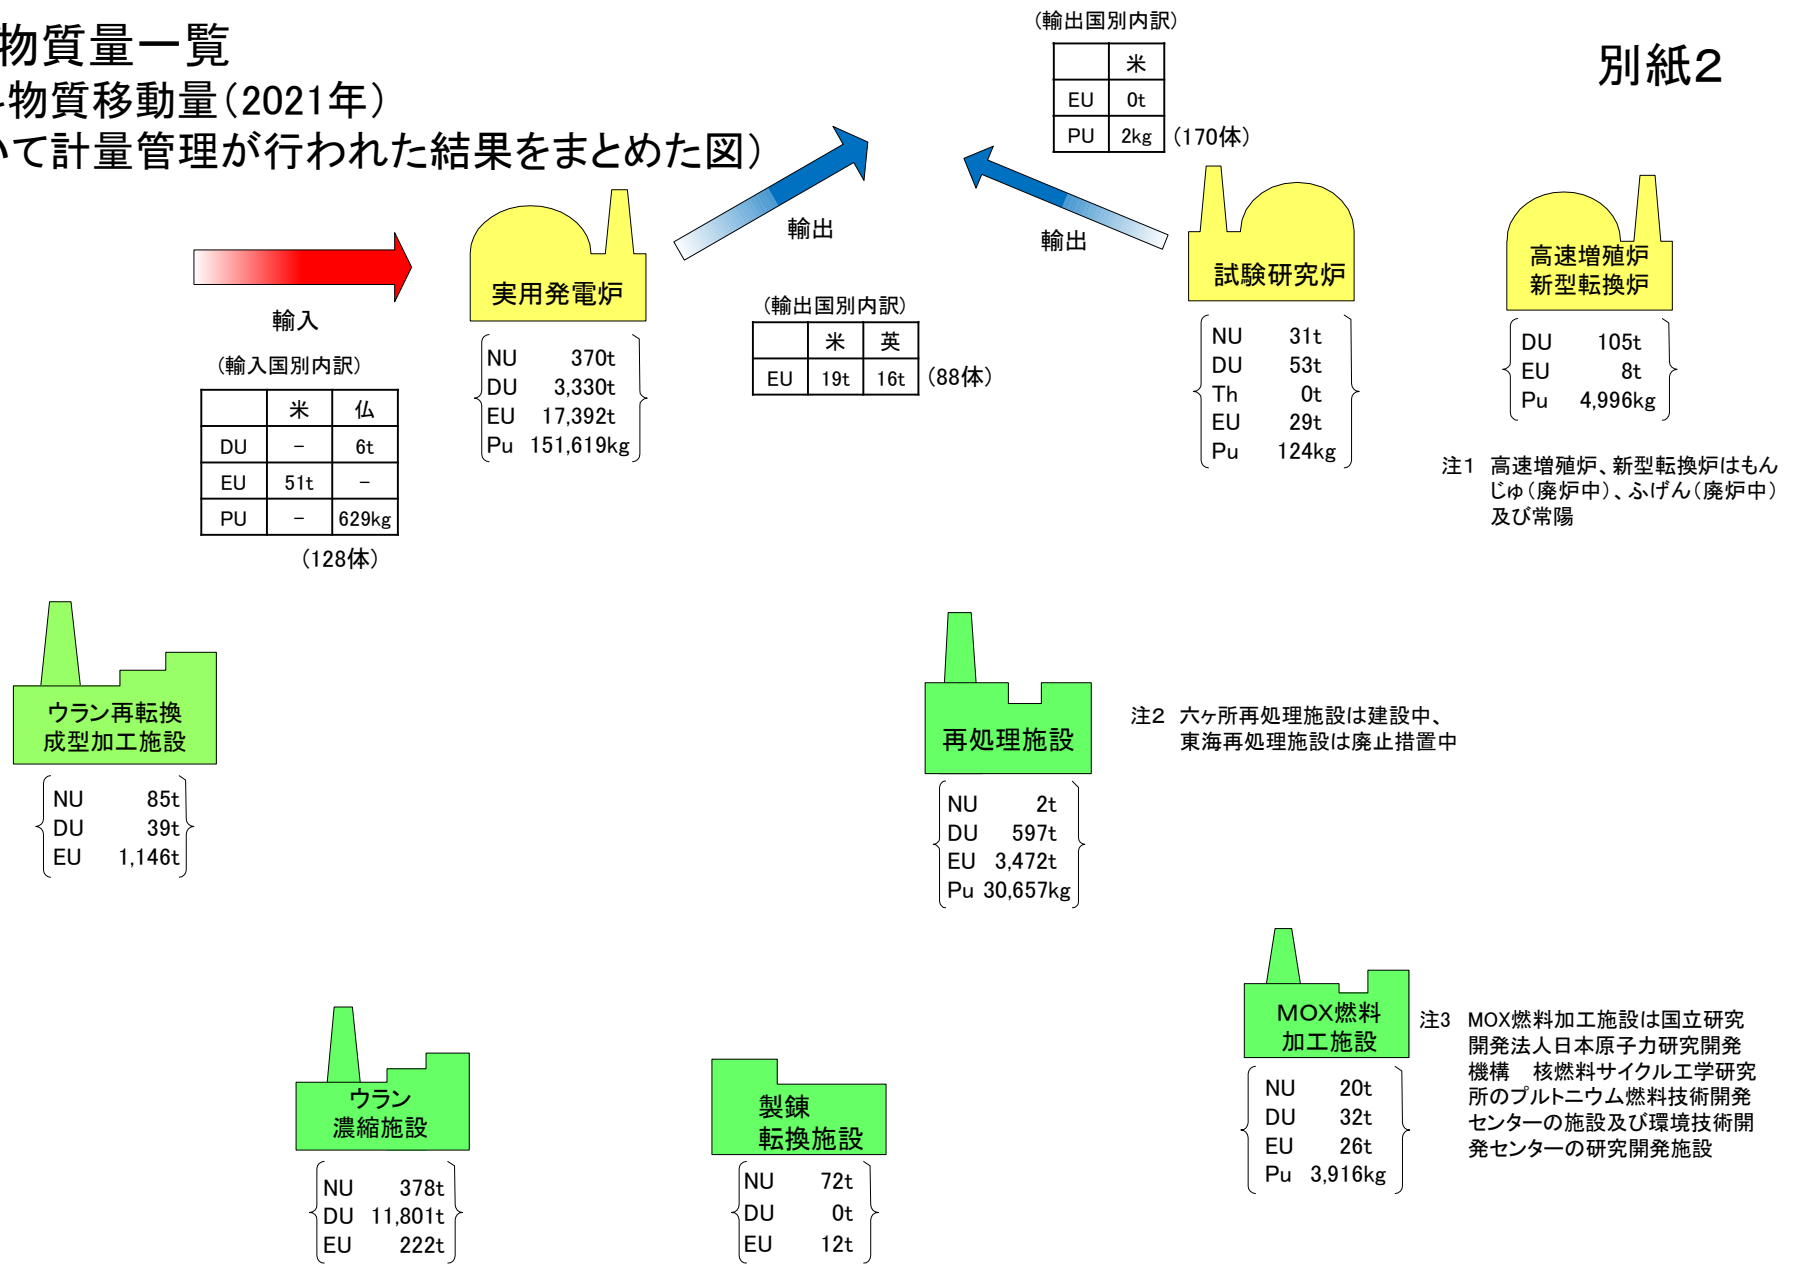 物質量一覧
物質移動量（2021年）
いて計量管理が行われた結果をまとめた図）
別紙２
（輸出国別内訳）
米
EU 0t
PU 2kg （170体）
輸入
（輸入国別内訳）
米 仏
DU － 6t
EU 51t －
PU － 629kg
（128体）
実用発電炉
NU 370t
DU 3,330t
EU 17,392t
Pu 151,619kg
輸出
（輸出国別内訳）
米 英
EU 19t 16t （88体）
輸出
試験研究炉
NU 31t
DU 53t
Th 0t
EU 29t
Pu 124kg
高速増殖炉
新型転換炉
DU 105t
EU 8t
Pu 4,996kg
注1 高速増殖炉、新型転換炉はもん
じゅ（廃炉中）、ふげん（廃炉中）
及び常陽
ウラン再転換
成型加工施設
NU 85t
DU 39t
EU 1,146t
再処理施設
NU 2t
DU 597t
EU 3,472t
Pu 30,657kg
注2 六ヶ所再処理施設は建設中、
東海再処理施設は廃止措置中
ウラン
濃縮施設
NU 378t
DU 11,801t
EU 222t
製錬
転換施設
NU 72t
DU 0t
EU 12t
ＭＯＸ燃料
加工施設
NU 20t
DU 32t
EU 26t
Pu 3,916kg
注3 MOX燃料加工施設は国立研究
開発法人日本原子力研究開発
機構 核燃料サイクル工学研究
所のプルトニウム燃料技術開発
センターの施設及び環境技術開
発センターの研究開発施設